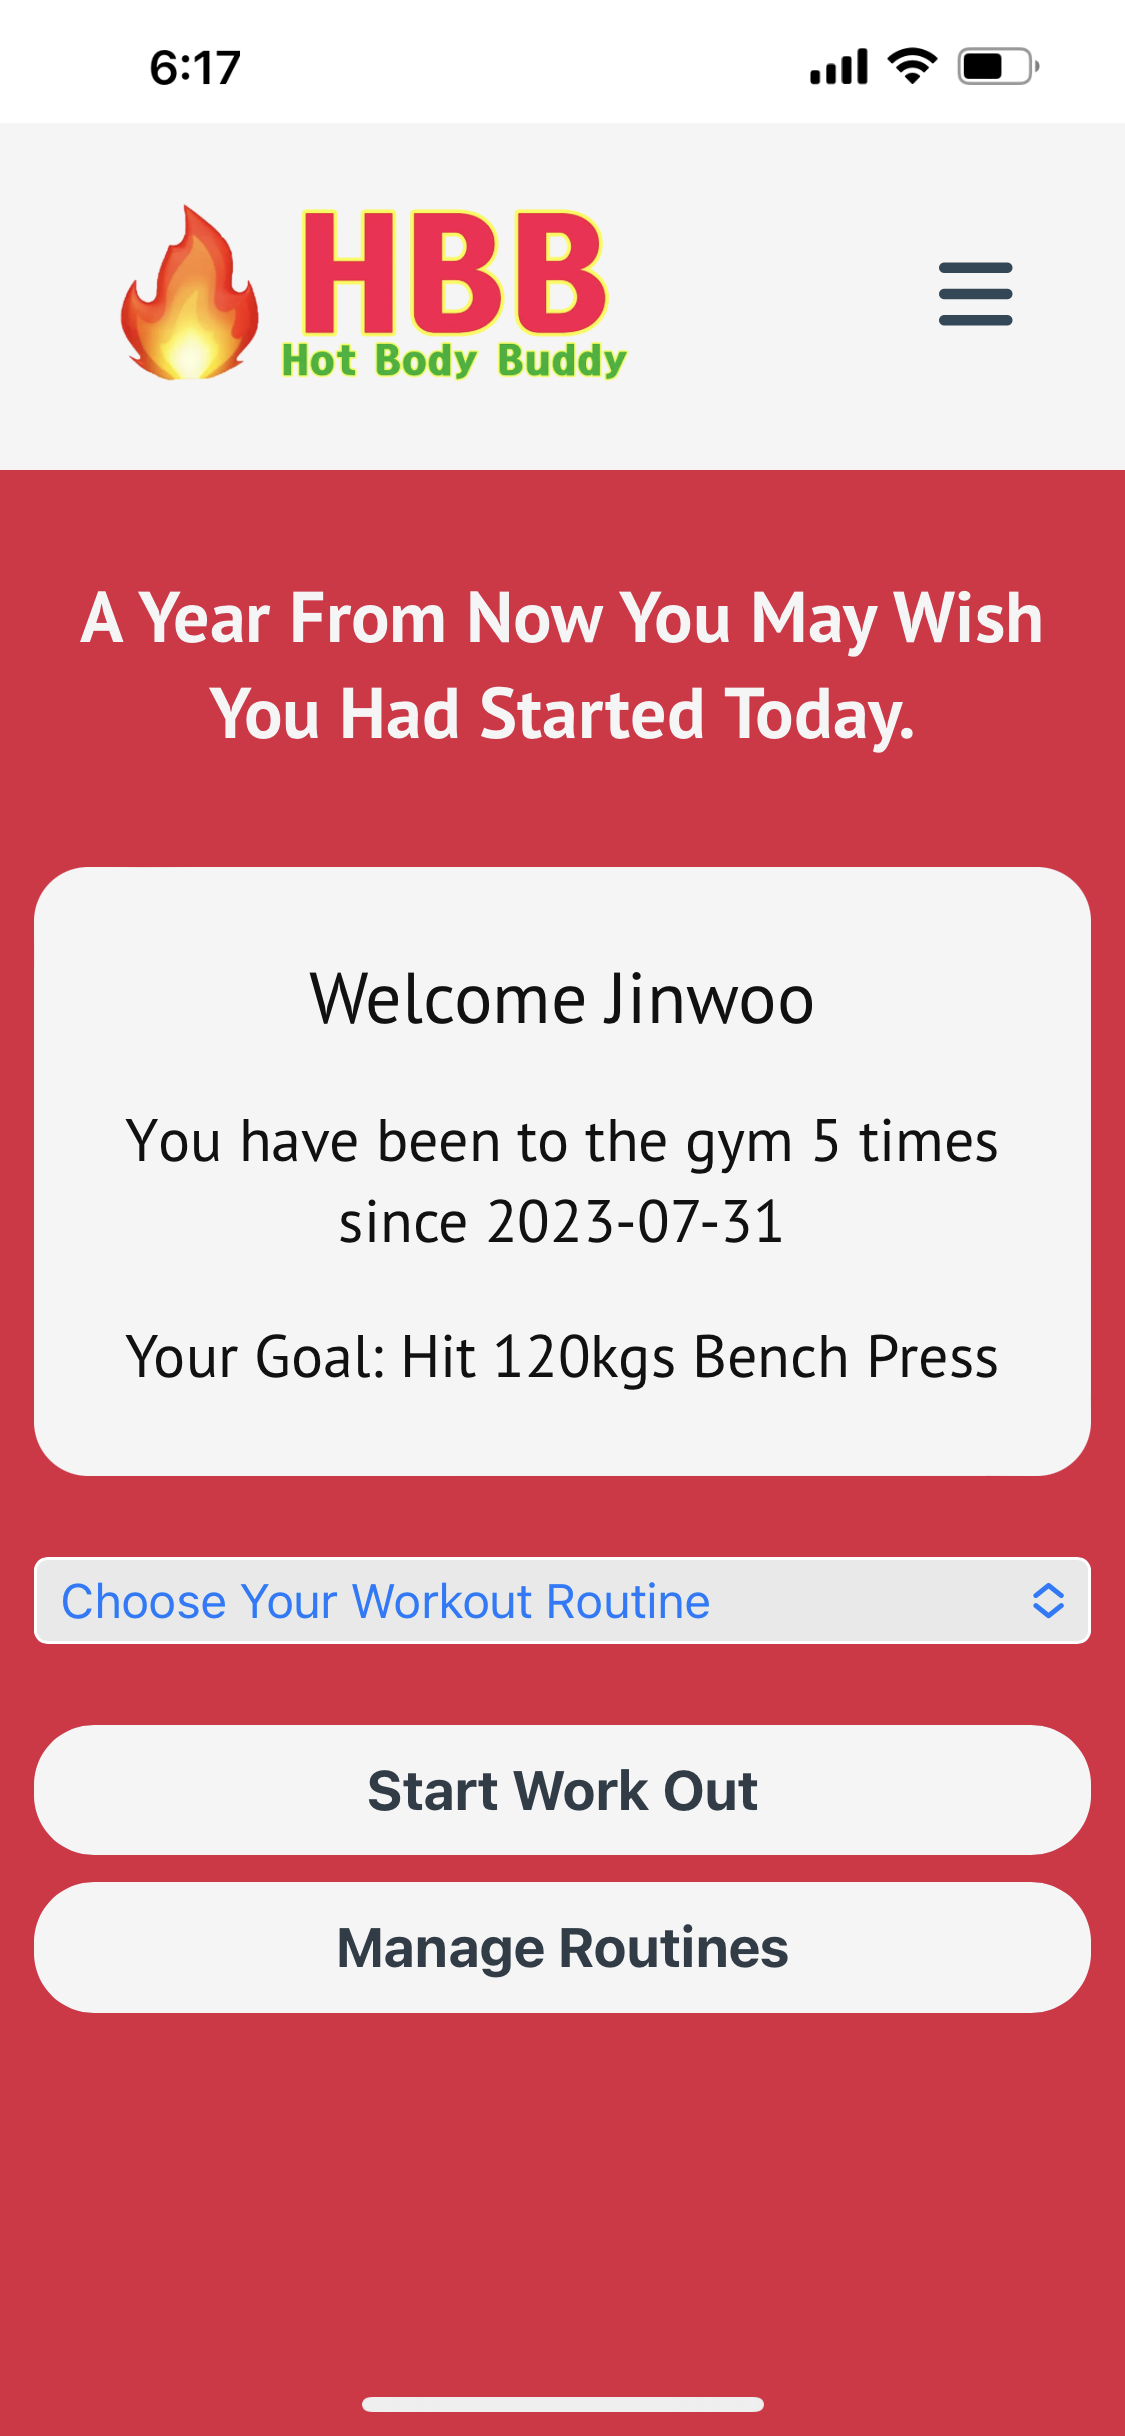 6:17
HBB
Hot Body Buddy
A Year From Now You May Wish
You Had Started Today.
Welcome Jinwoo
You have been to the gym 5 times
since 2023-07-31
Your Goal: Hit 120kgs Bench Press
Choose Your Workout Routine
Start Work Out
Manage Routines